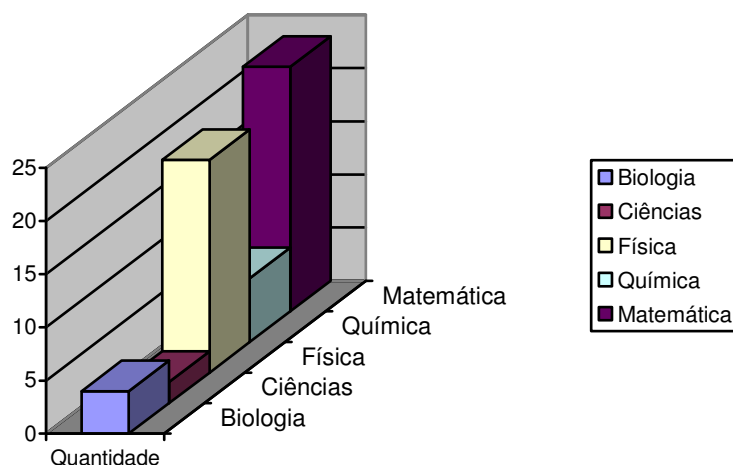 25
20
15
10
5
0
Quantidade
Biologia
Ciências
Física
Química
Matemática
Biologia
Ciências
Física
Química
Matemática